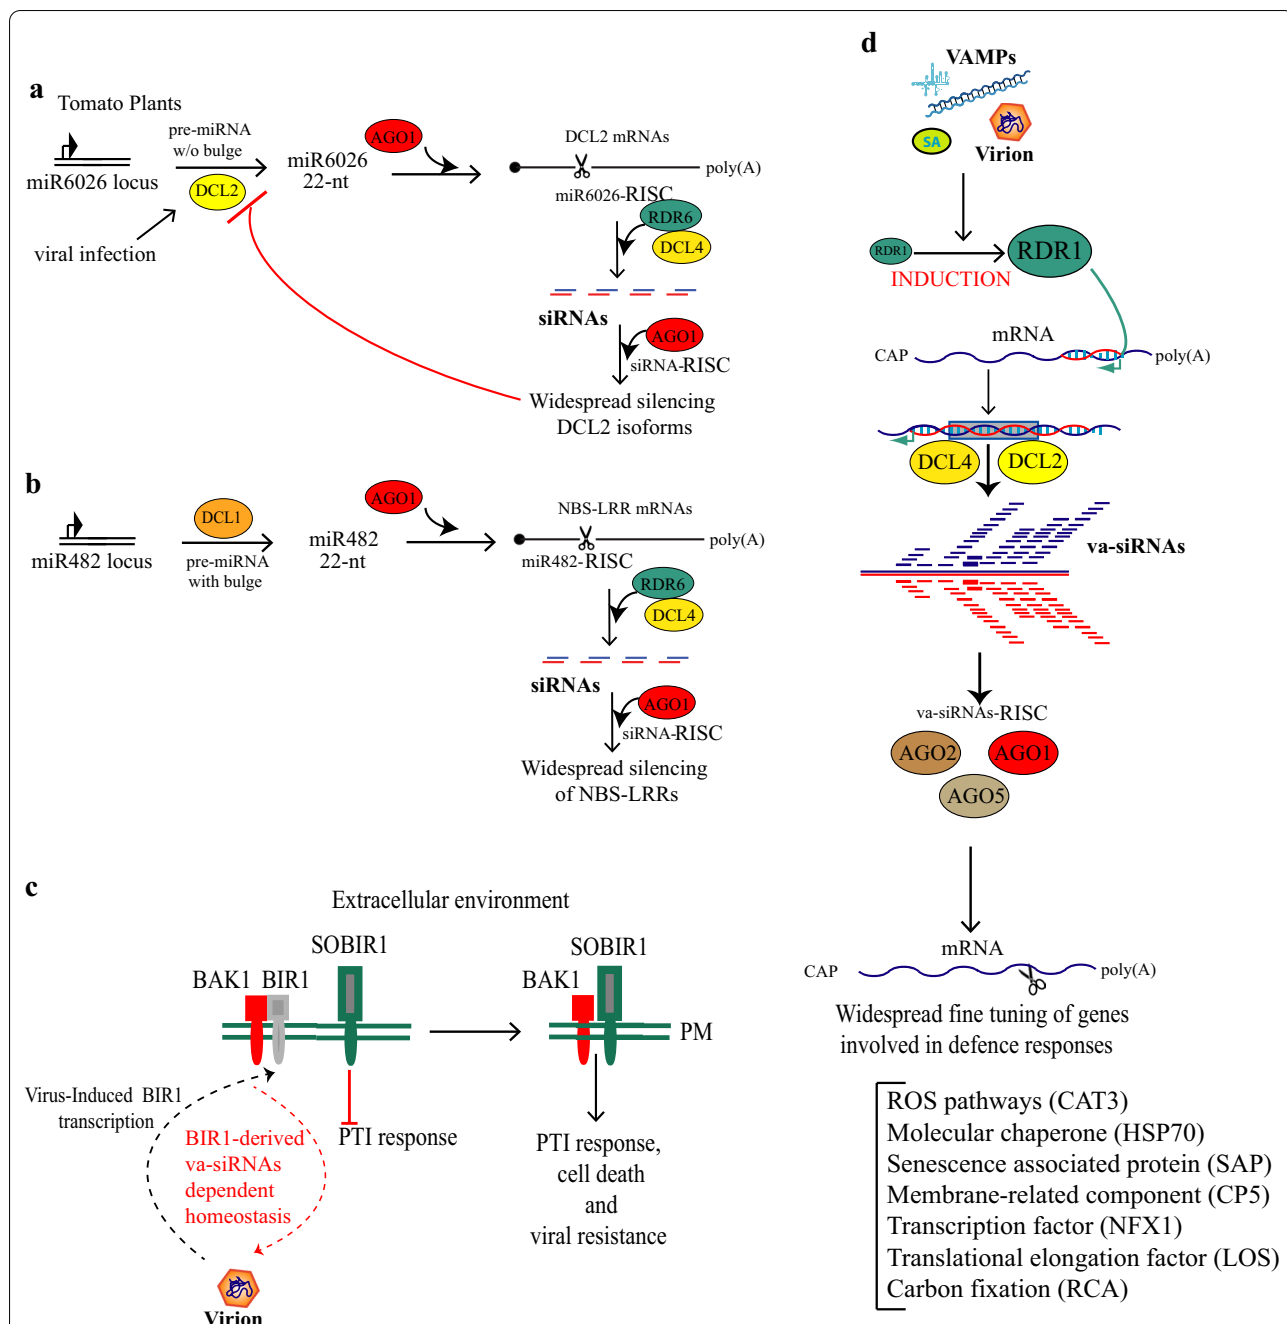 a
Tomato Plants
miR6026 locus
pre-miRNA
w/o bulge
DCL2
viral infection
miR6026
22-nt
AGO1
DCL2 mRNAs
poly(A)
miR6026-RISC
RDR6
DCL4
siRNAs
AGO1
siRNA-RISC
Widespread silencing
DCL2 isoforms
b
miR482 locus
DCL1
pre-miRNA
with bulge
miR482
22-nt
AGO1
NBS-LRR mRNAs
poly(A)
miR482-RISC
RDR6
DCL4
siRNAs
AGO1
siRNA-RISC
Widespread silencing
of NBS-LRRs
c
Extracellular environment
SOBIR1
BAK1 BIR1
SOBIR1
BAK1
PM
Virus-Induced BIR1
transcription
BIR1-derived
va-siRNAs
dependent
homeostasis
PTI response
PTI response,
cell death
and
viral resistance
Virion
d
VAMPs
SA
Virion
RDR1
RDR1
INDUCTION
mRNA
CAP
poly(A)
DCL4
DCL2
va-siRNAs
va-siRNAs-RISC
AGO2
AGO1
AGO5
mRNA
CAP
poly(A)
Widespread fine tuning of genes
involved in defence responses
ROS pathways (CAT3)
Molecular chaperone (HSP70)
Senescence associated protein (SAP)
Membrane-related component (CP5)
Transcription factor (NFX1)
Translational elongation factor (LOS)
Carbon fixation (RCA)